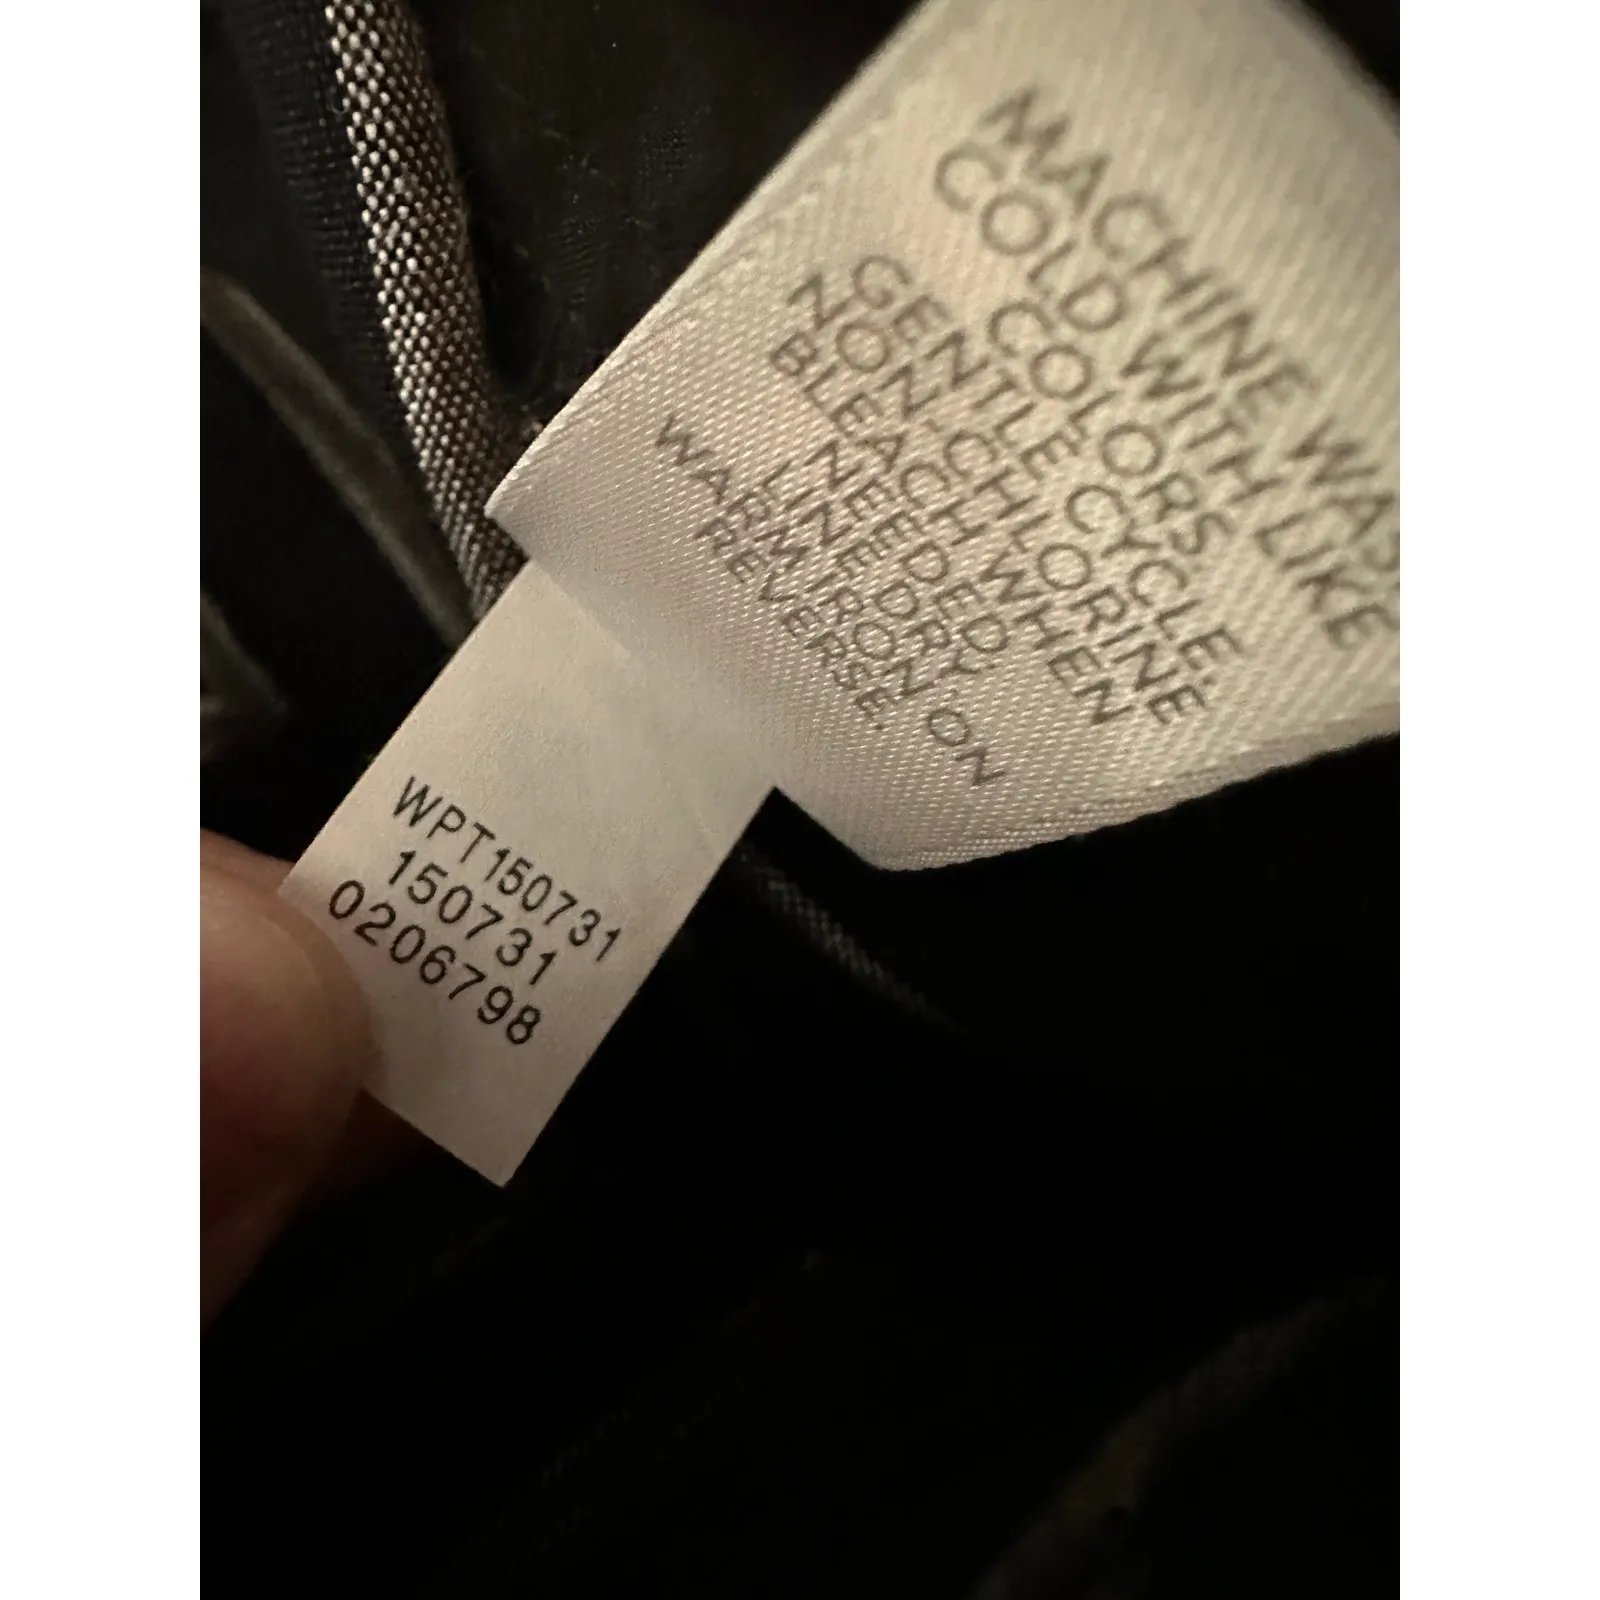 MACHINE
COLD WITH LIKE
COLORS.
GENTLE CYCLE.
NON-CHLORINE
BLEACH WHEN
NEEDED.
LINE DRY.
WARM IRON ON
REVERSE.
WPT150731
150731
0206798